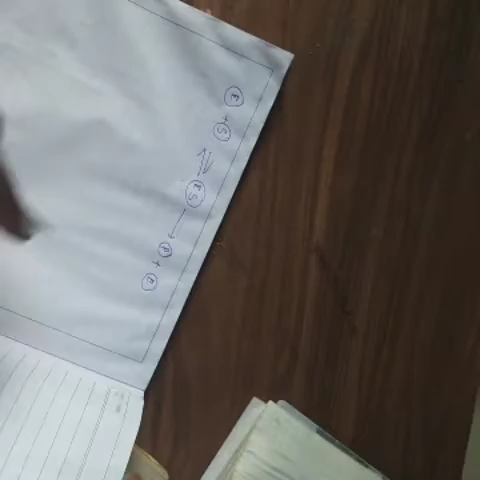 E + S ⇌ ES → P + E